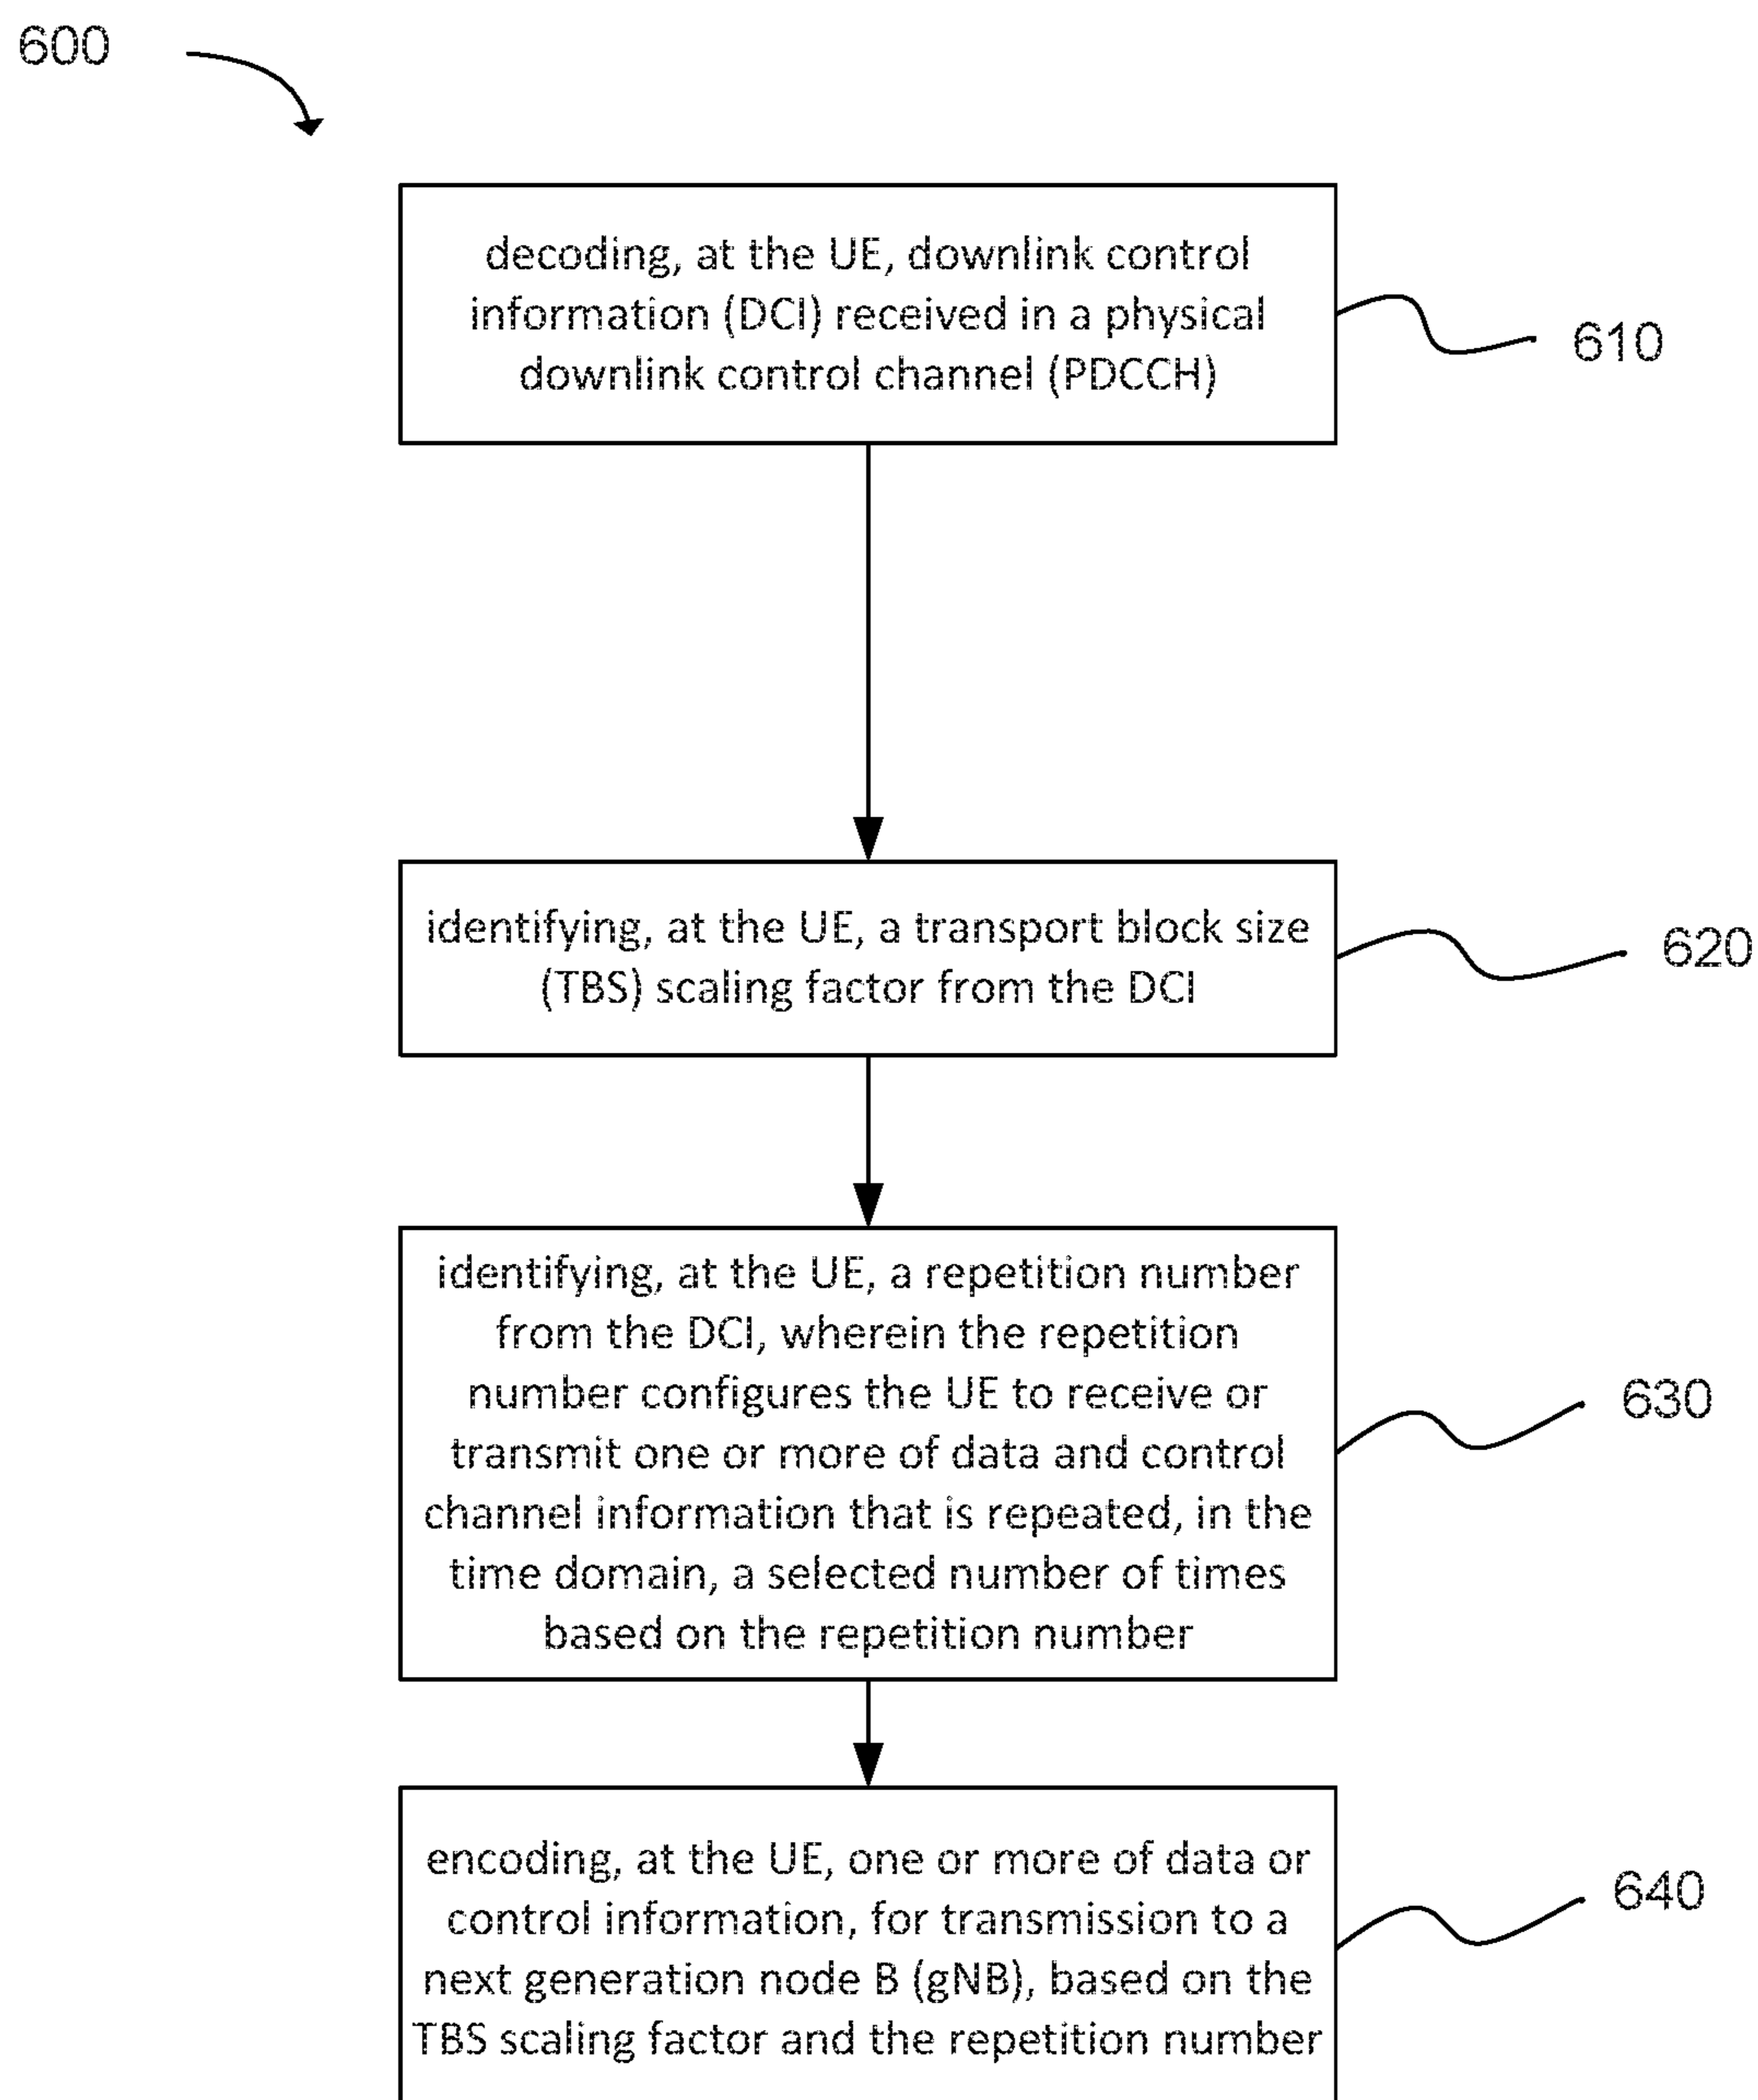 600
decoding, at the UE, downlink control
information (DCI) received in a physical
downlink control channel (PDCCH)
610
identifying, at the UE, a transport block size
(TBS) scaling factor from the DCI
620
identifying, at the UE, a repetition number
from the DCI, wherein the repetition
number configures the UE to receive or
transmit one or more of data and control
channel information that is repeated, in the
time domain, a selected number of times
based on the repetition number
630
encoding, at the UE, one or more of data or
control information, for transmission to a
next generation node B (gNB), based on the
TBS scaling factor and the repetition number
640